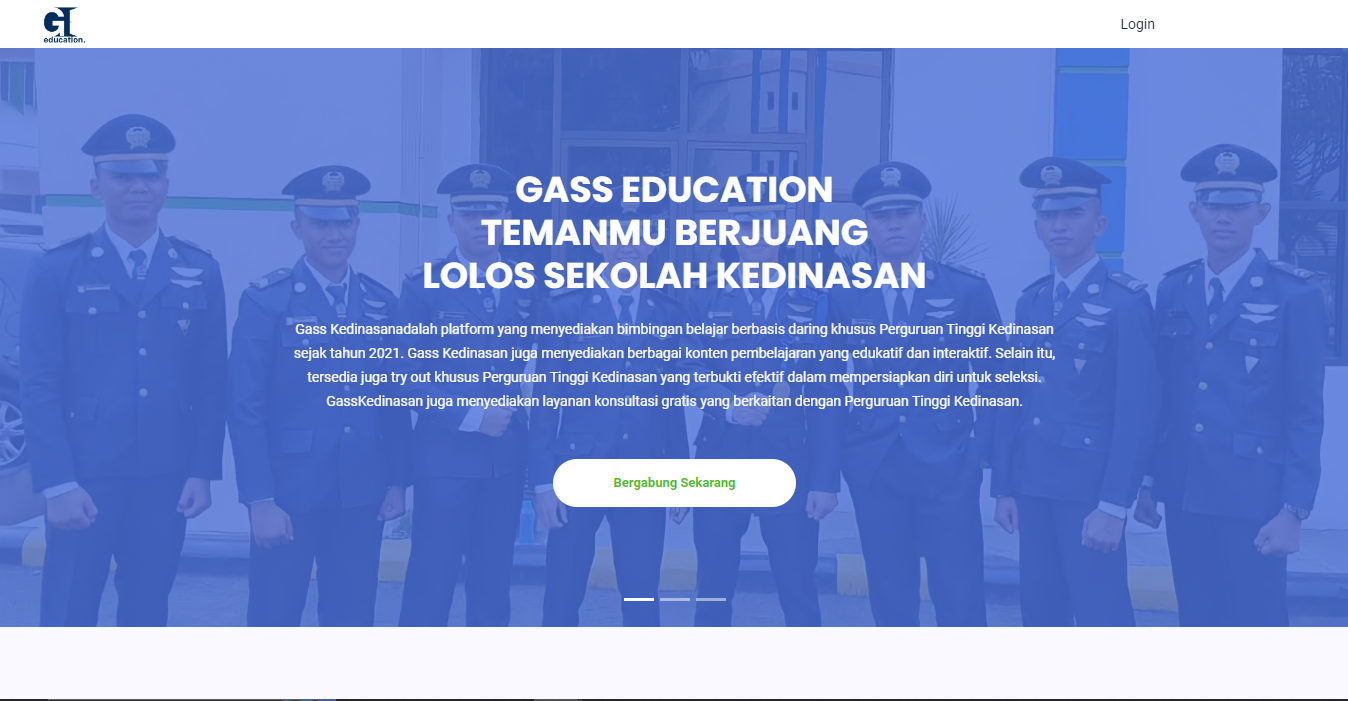 GI
education.
Login
GASS EDUCATION
TEMANMU BERJUANG
LOLOS SEKOLAH KEDINASAN
Gass Kedinasanadalah platform yang menyediakan bimbingan belajar berbasis daring khusus Perguruan Tinggi Kedinasan
sejak tahun 2021. Gass Kedinasan juga menyediakan berbagai konten pembelajaran yang edukatif dan interaktif. Selain itu,
tersedia juga try out khusus Perguruan Tinggi Kedinasan yang terbukti efektif dalam mempersiapkan diri untuk seleksi.
GassKedinasan juga menyediakan layanan konsultasi gratis yang berkaitan dengan Perguruan Tinggi Kedinasan.
Bergabung Sekarang